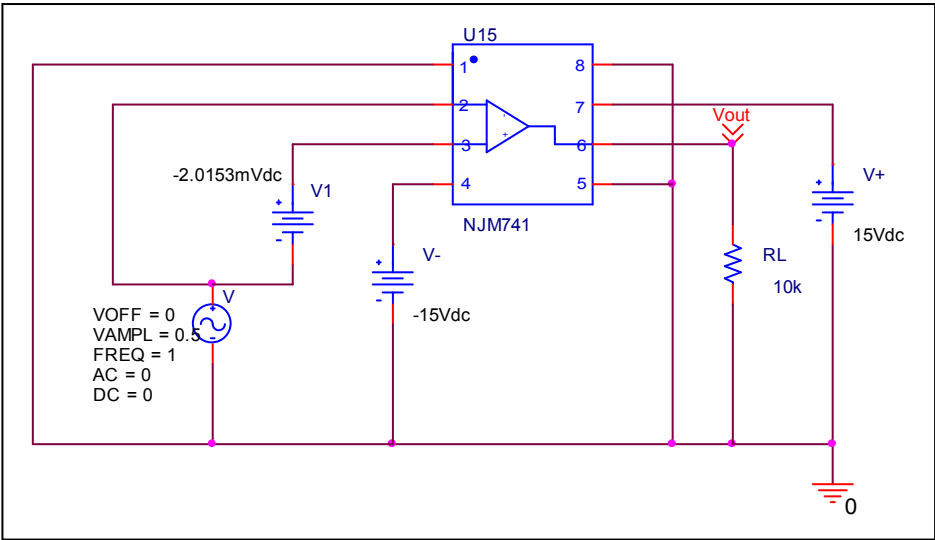 U15
1
8
2
7
Vout
3
6
-2.0153mVdc
V1
4
5
V+
NJM741
15Vdc
V-
RL
10k
-15Vdc
V
VOFF = 0
VAMPL = 0.5
FREQ = 1
AC = 0
DC = 0
0